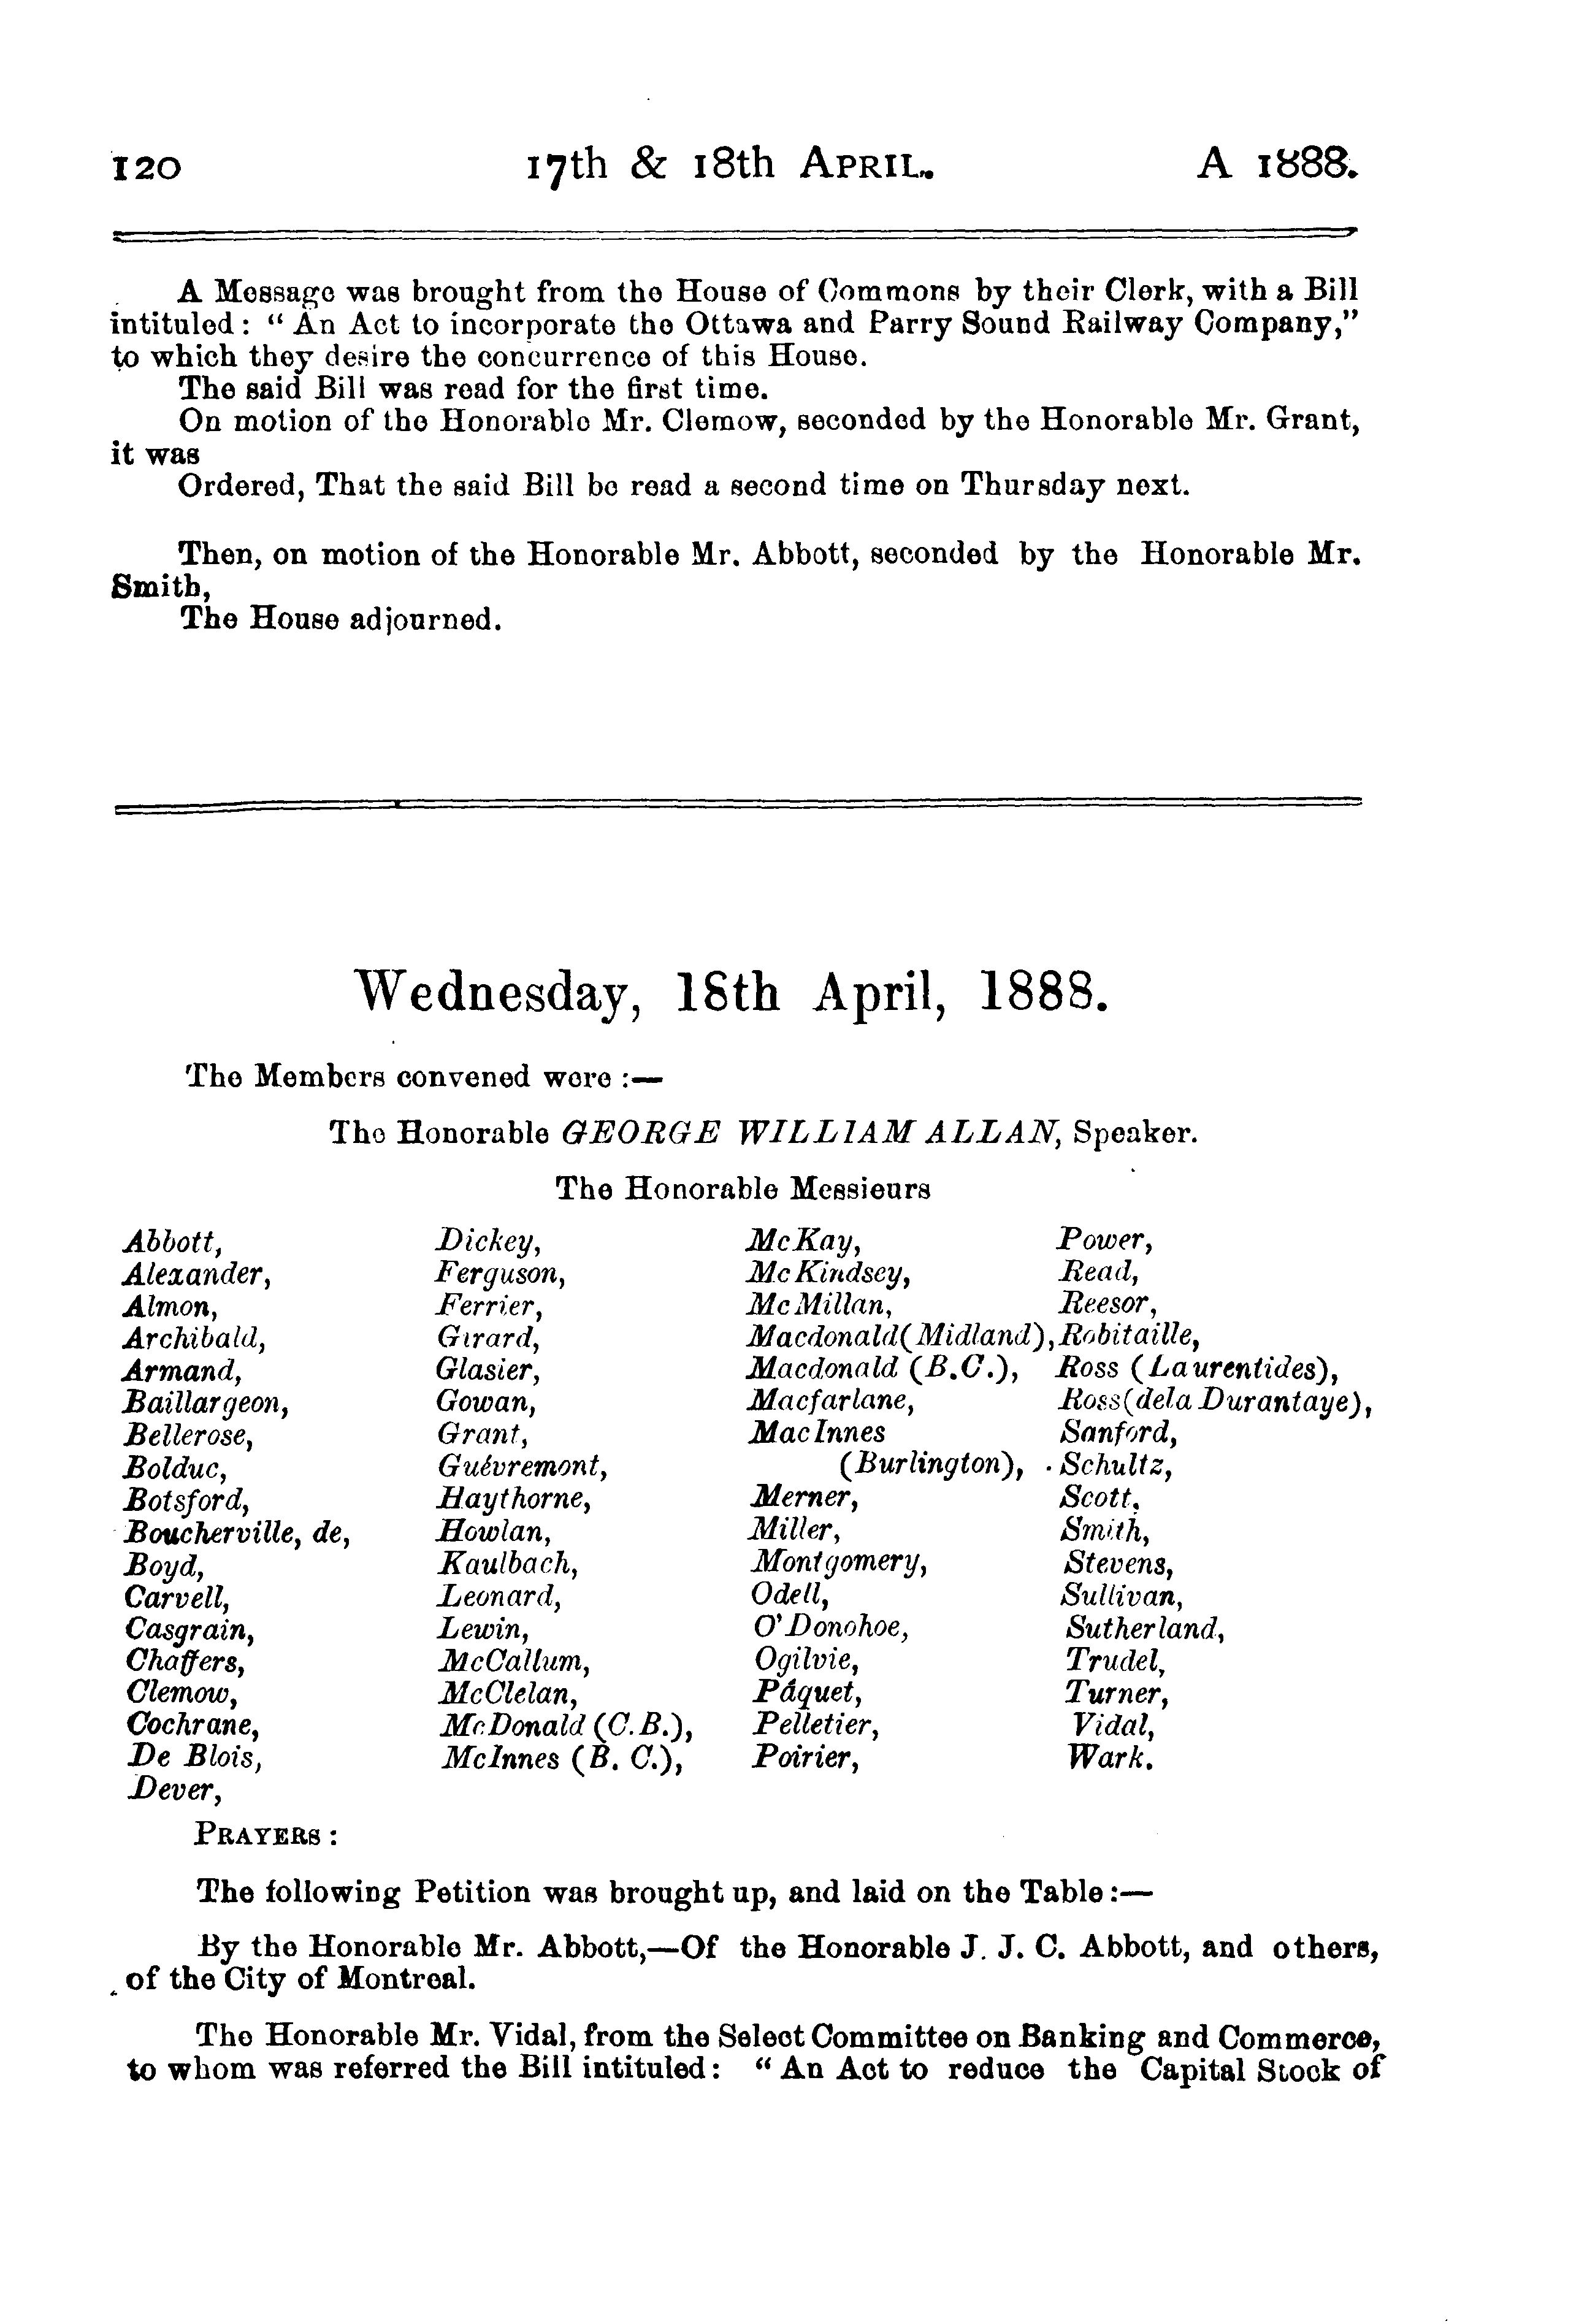 120 17th & 18th APRIL. A 1888.
A Message was brought from the House of Commons by their Clerk, with a Bill
intituled: “ An Act to incorporate the Ottawa and Parry Sound Railway Company,”
to which they desire the concurrence of this House.
The said Bill was read for the first time.
On motion of the Honorable Mr. Clemow, seconded by the Honorable Mr. Grant,
it was
Ordered, That the said Bill be read a second time on Thursday next.
Then, on motion of the Honorable Mr. Abbott, seconded by the Honorable Mr.
Smith,
The House adjourned.
Wednesday, 18th April, 1888.
The Members convened were :—
The Honorable GEORGE WILLIAM ALLAN, Speaker.
The Honorable Messieurs
Abbott,
Alexander,
Almon,
Archibald,
Armand,
Baillargeon,
Bellerose,
Bolduc,
Botsford,
Boucherville, de,
Boyd,
Carvell,
Casgrain,
Chaffers,
Clemow,
Cochrane,
De Blois,
Dever,
Dickey,
Ferguson,
Ferrier,
Girard,
Glasier,
Gowan,
Grant,
Guévremont,
Haythorne,
Howlan,
Kaulbach,
Leonard,
Lewin,
McCallum,
McClelan,
McDonald (C.B.),
McInnes (B. C.),
McKay,
McKindsey,
McMillan,
Macdonald(Midland),
Macdonald (B.C.),
Macfarlane,
MacInnes
(Burlington),
Merner,
Miller,
Montgomery,
Odell,
O'Donohoe,
Ogilvie,
Pâquet,
Pelletier,
Poirier,
Power,
Read,
Reesor,
Robitaille,
Ross (Laurentides),
Ross(dela Durantaye),
Sanford,
Schultz,
Scott,
Smith,
Stevens,
Sullivan,
Sutherland,
Trudel,
Turner,
Vidal,
Wark.
PRAYERS :
The following Petition was brought up, and laid on the Table :—
By the Honorable Mr. Abbott,—Of the Honorable J. J. C. Abbott, and others,
of the City of Montreal.
The Honorable Mr. Vidal, from the Select Committee on Banking and Commerce,
to whom was referred the Bill intituled: “ An Act to reduce the Capital Stock of